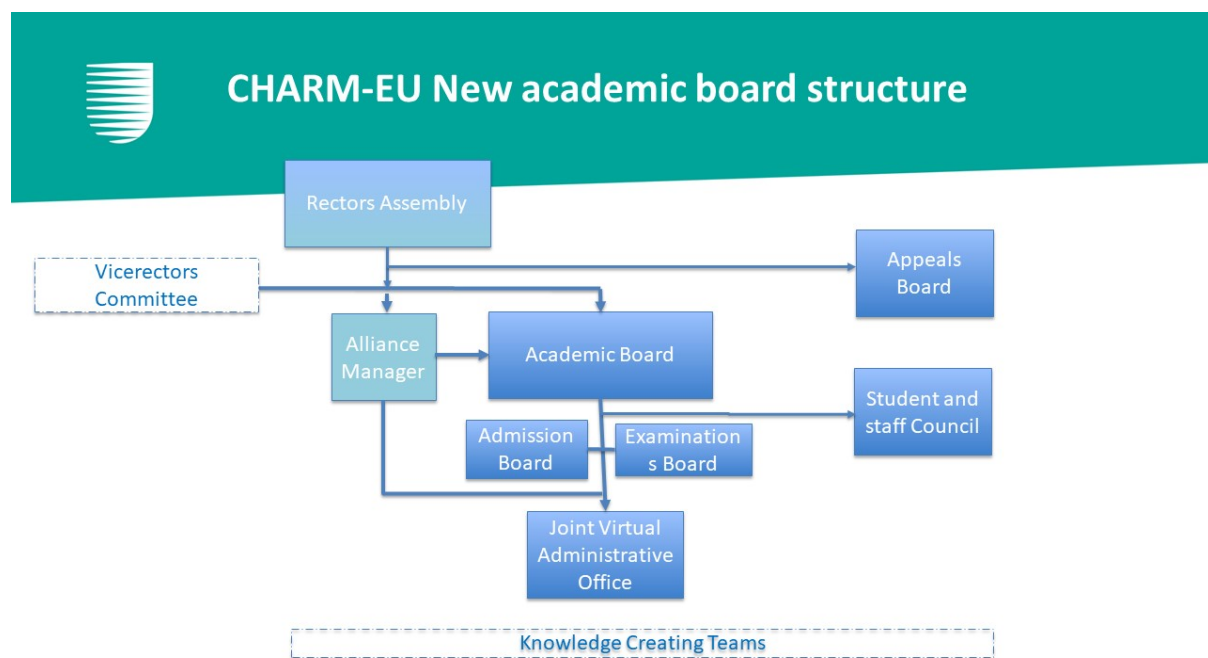 CHARM-EU New academic board structure
Rectors Assembly
Vicerectors
Committee
Appeals
Board
Alliance
Manager
Academic Board
Student and
staff Council
Admission
Board
Examination
s Board
Joint Virtual
Administrative
Office
Knowledge Creating Teams